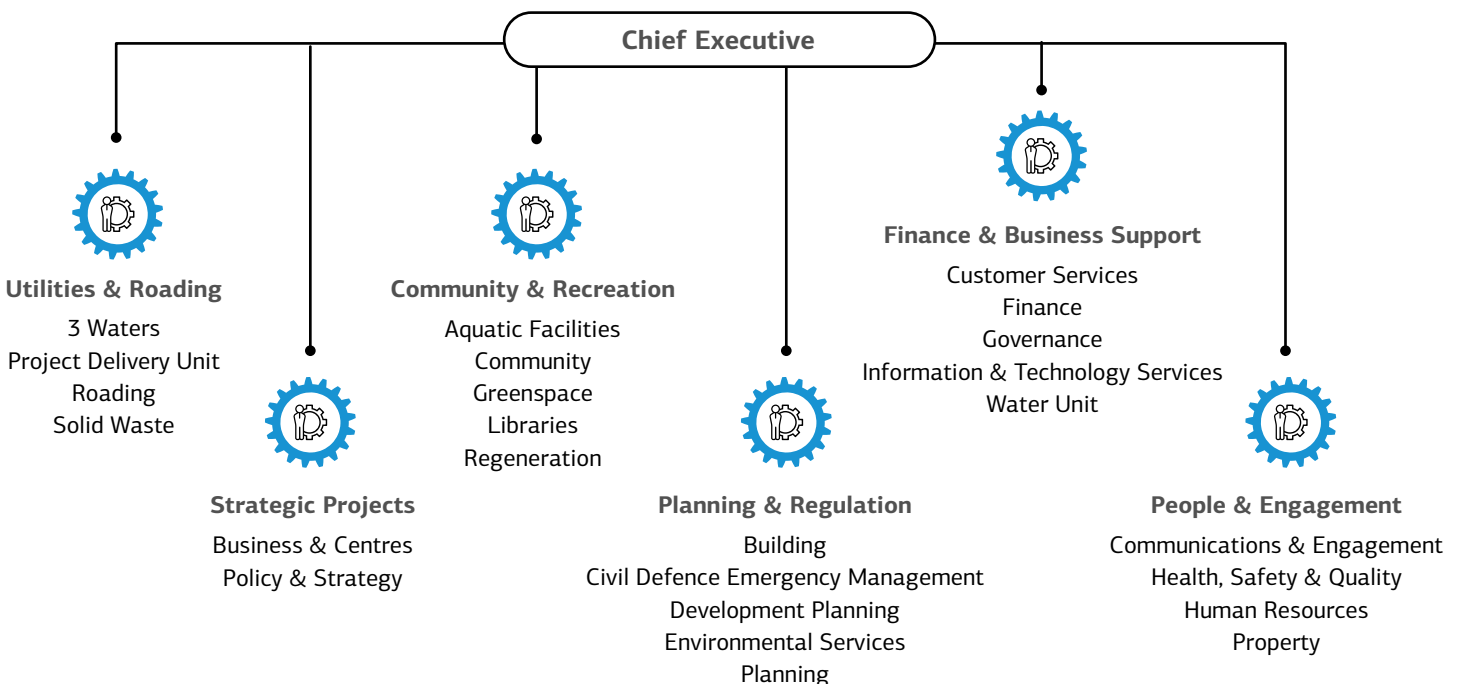 Chief Executive
Utilities & Roading
3 Waters
Project Delivery Unit
Roading
Solid Waste
Strategic Projects
Business & Centres
Policy & Strategy
Community & Recreation
Aquatic Facilities
Community
Greenspace
Libraries
Regeneration
Planning & Regulation
Building
Civil Defence Emergency Management
Development Planning
Environmental Services
Planning
Finance & Business Support
Customer Services
Finance
Governance
Information & Technology Services
Water Unit
People & Engagement
Communications & Engagement
Health, Safety & Quality
Human Resources
Property